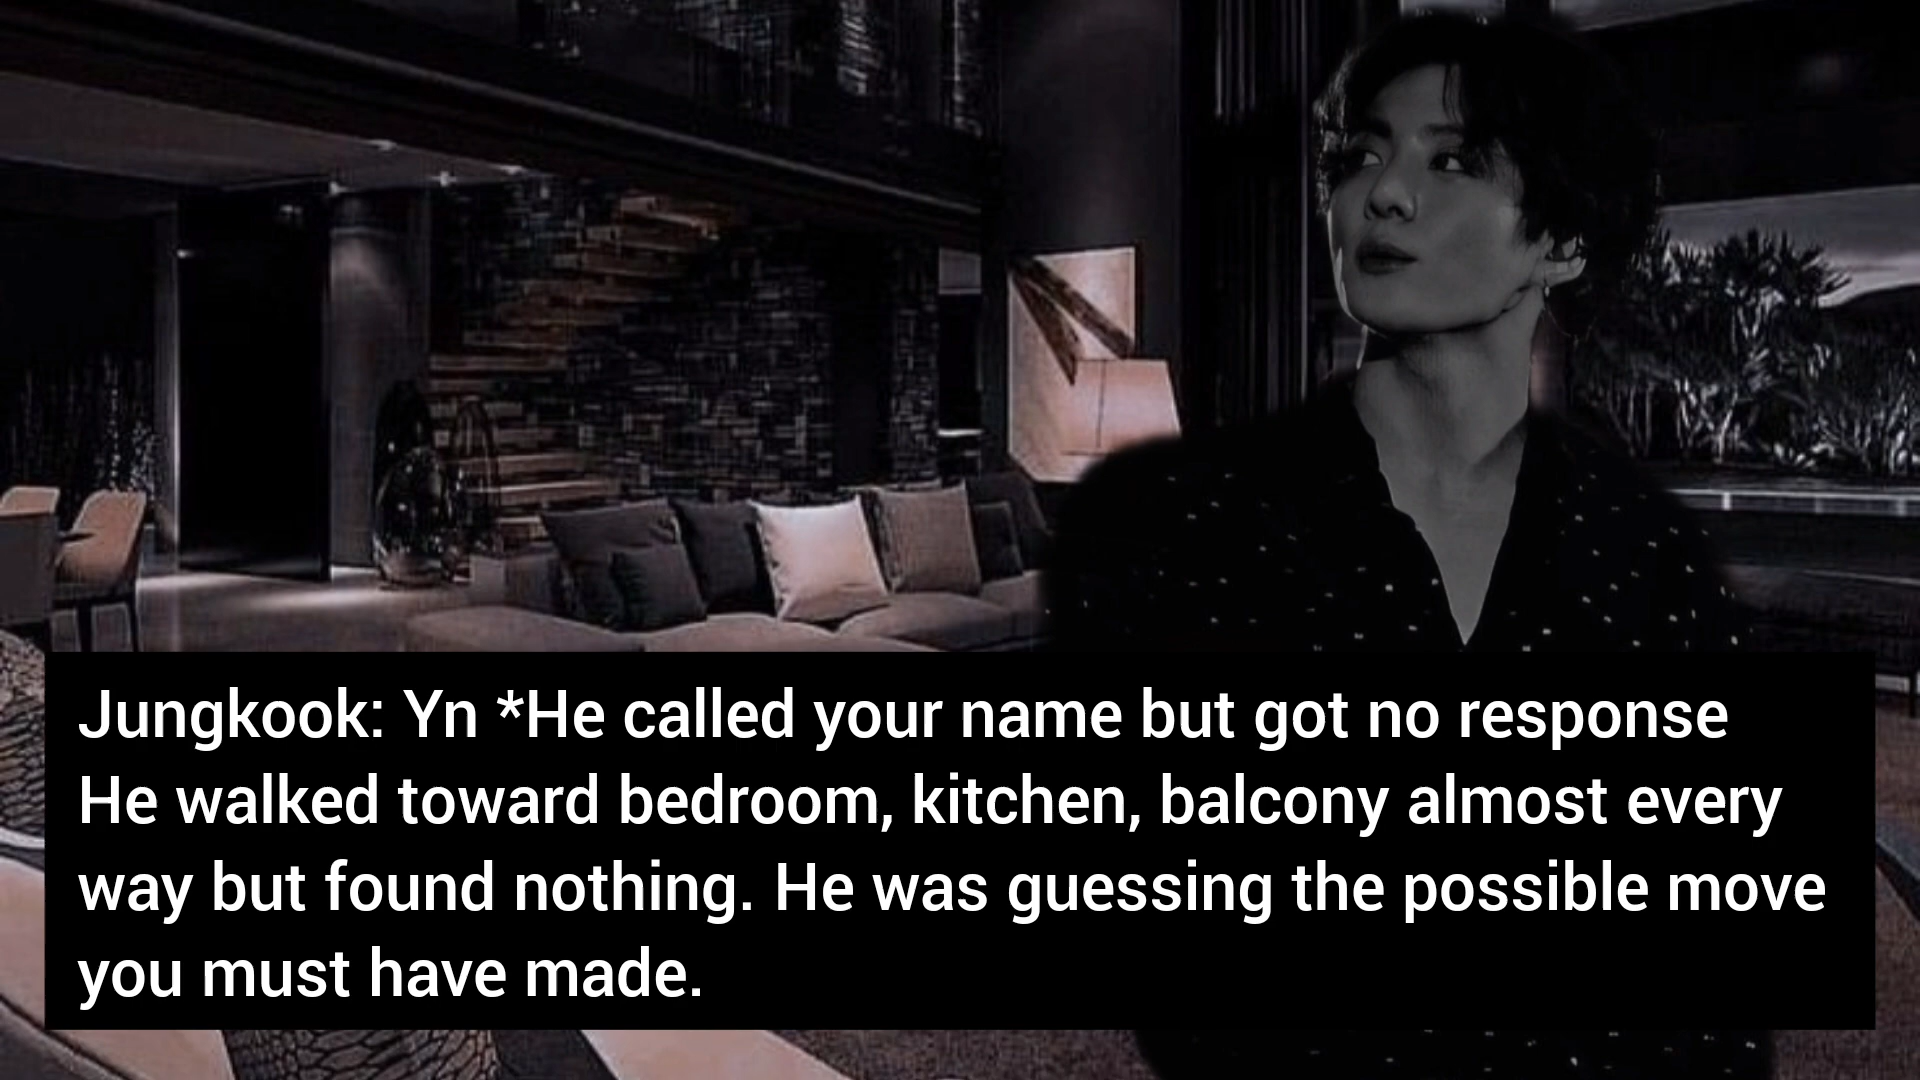 Jungkook: Yn *He called your name but got no response
He walked toward bedroom, kitchen, balcony almost every
way but found nothing. He was guessing the possible move
you must have made.